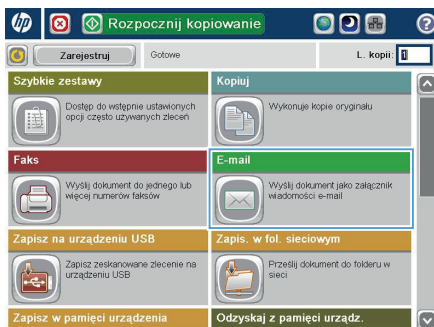 hp
Rozpocznij kopiowanie
?
Zarejestruj
Gotowe
L. kopii: 1
Szybkie zestawy
Kopiuj
Dostęp do wstępnie ustawionych
opcji często używanych zleceń
Wykonuje kopie oryginału
Faks
E-mail
Wyślij dokument do jednego lub
więcej numerów faksów
Wyślij dokument jako załącznik
wiadomości e-mail
Zapisz na urządzeniu USB
Zapis. w fol. sieciowym
Zapisz zeskanowane zlecenie na
urządzeniu USB
Prześlij dokument do folderu w
sieci
Zapisz w pamięci urządzenia
Odzyskaj z pamięci urządz.